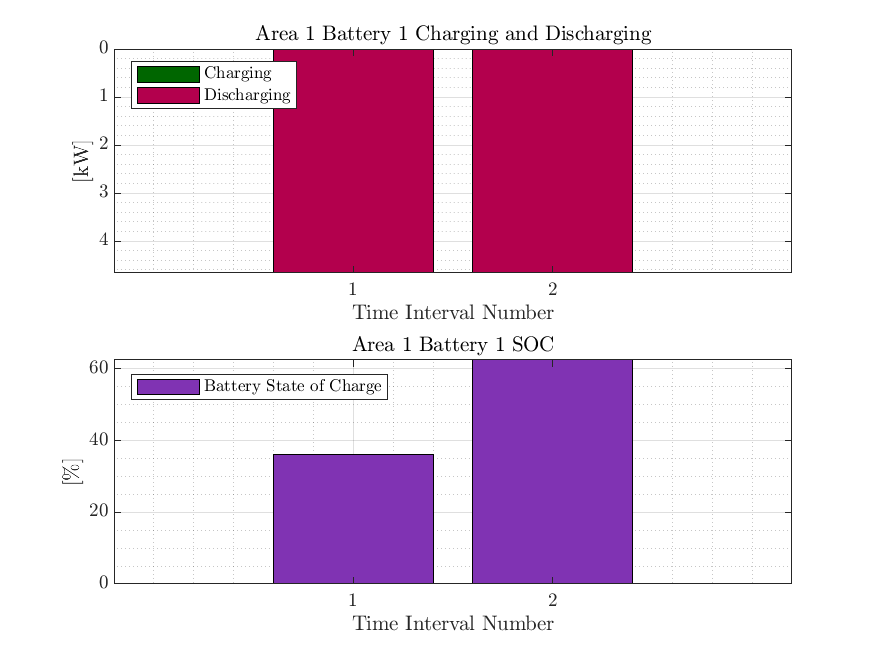 Area 1 Battery 1 Charging and Discharging
0
1
2
3
4
[kW]
Charging
Discharging
1
2
Time Interval Number
Area 1 Battery 1 SOC
60
40
20
0
[%]
Battery State of Charge
1
2
Time Interval Number